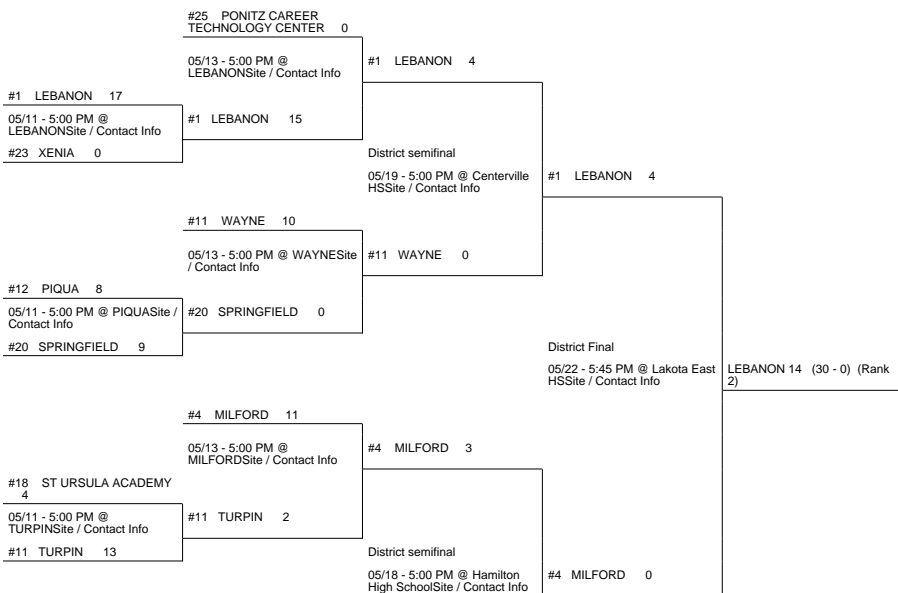 #25 PONITZ CAREER
TECHNOLOGY CENTER 0
05/13 - 5:00 PM @
LEBANONSite / Contact Info
#1 LEBANON 4
#1 LEBANON 17
05/11 - 5:00 PM @
LEBANONSite / Contact Info
#1 LEBANON 15
#23 XENIA 0
District semifinal
05/19 - 5:00 PM @ Centerville
HSSite / Contact Info
#1 LEBANON 4
#11 WAYNE 10
05/13 - 5:00 PM @ WAYNESite
/ Contact Info
#11 WAYNE 0
#12 PIQUA 8
05/11 - 5:00 PM @ PIQUASite /
Contact Info
#20 SPRINGFIELD 0
#20 SPRINGFIELD 9
District Final
05/22 - 5:45 PM @ Lakota East
HSSite / Contact Info
LEBANON 14 (30 - 0) (Rank
2)
#4 MILFORD 11
05/13 - 5:00 PM @
MILFORDSite / Contact Info
#4 MILFORD 3
#18 ST URSULA ACADEMY
4
05/11 - 5:00 PM @
TURPINSite / Contact Info
#11 TURPIN 2
#11 TURPIN 13
District semifinal
05/18 - 5:00 PM @ Hamilton
High SchoolSite / Contact Info
#4 MILFORD 0